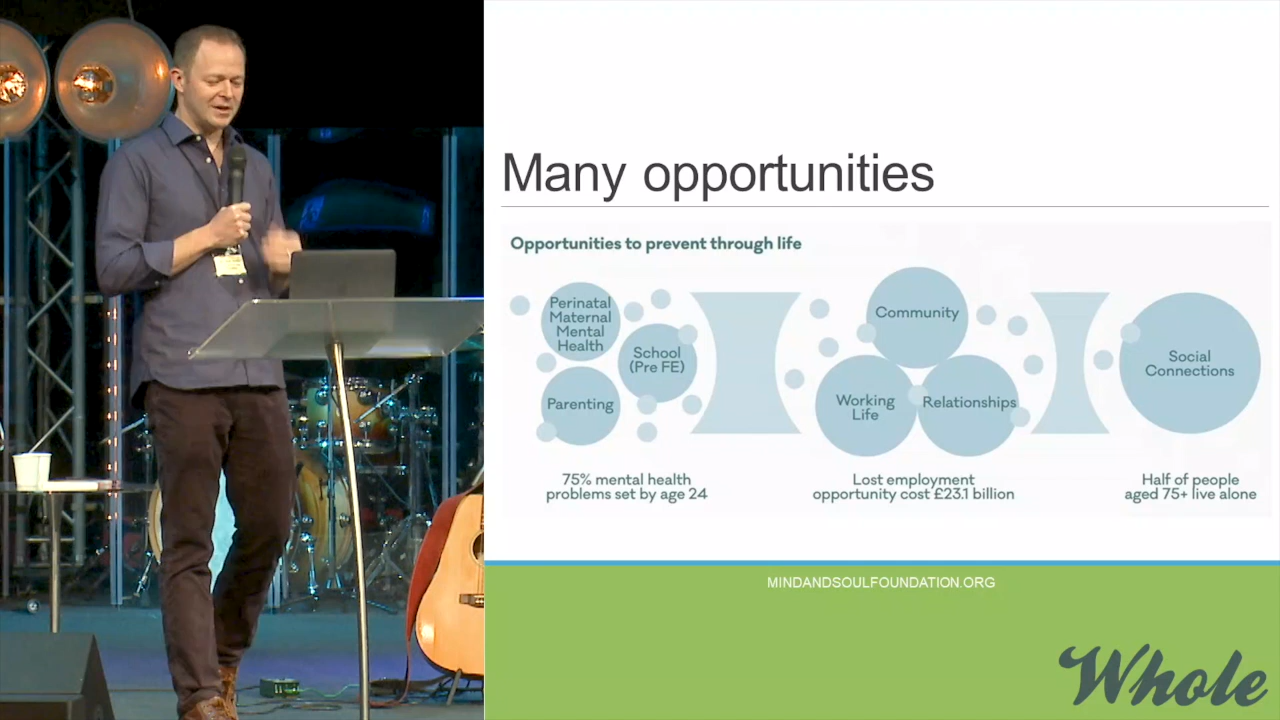 Many opportunities
Opportunities to prevent through life
Perinatal
Maternal
Mental
Health
School
(Pre FE)
Parenting
75% mental health
problems set by age 24
Community
Working
Life
Relationships
Lost employment
opportunity cost £23.1 billion
Social
Connections
Half of people
aged 75+ live alone
MINDANDSOULFOUNDATION.ORG
Whole